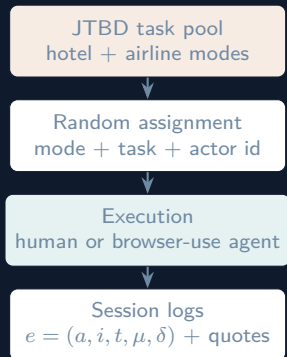 JTBD task pool
hotel + airline modes
Random assignment
mode + task + actor id
Execution
human or browser-use agent
Session logs
e = (a, i, t, μ, δ) + quotes